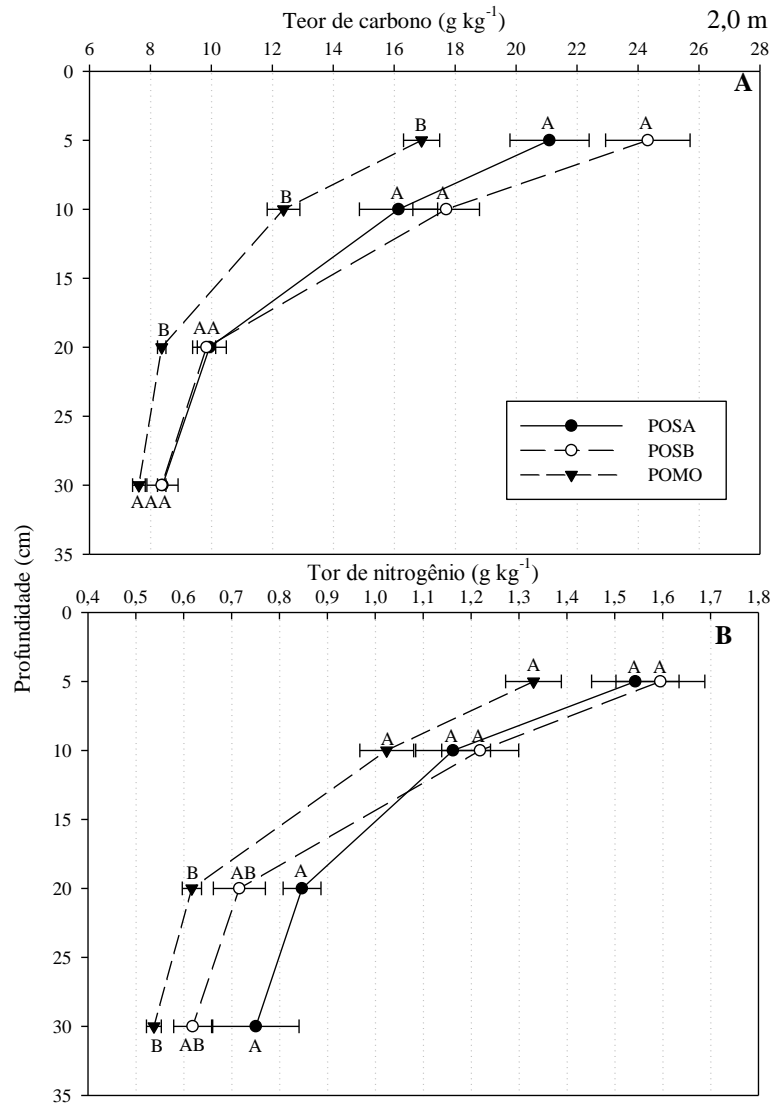 Teor de carbono (g kg-1) 2,0 m
6 8 10 12 14 16 18 20 22 24 26 28
A
0
5
10
15
20
25
30
35
B A A
B A A
B AA
AAA
POSA
POSB
POMO
Profundidade (cm)
Tor de nitrogênio (g kg-1)
0,4 0,5 0,6 0,7 0,8 0,9 1,0 1,1 1,2 1,3 1,4 1,5 1,6 1,7 1,8
B
0
5
10
15
20
25
30
35
A A A
A A A
B AB A
B AB A